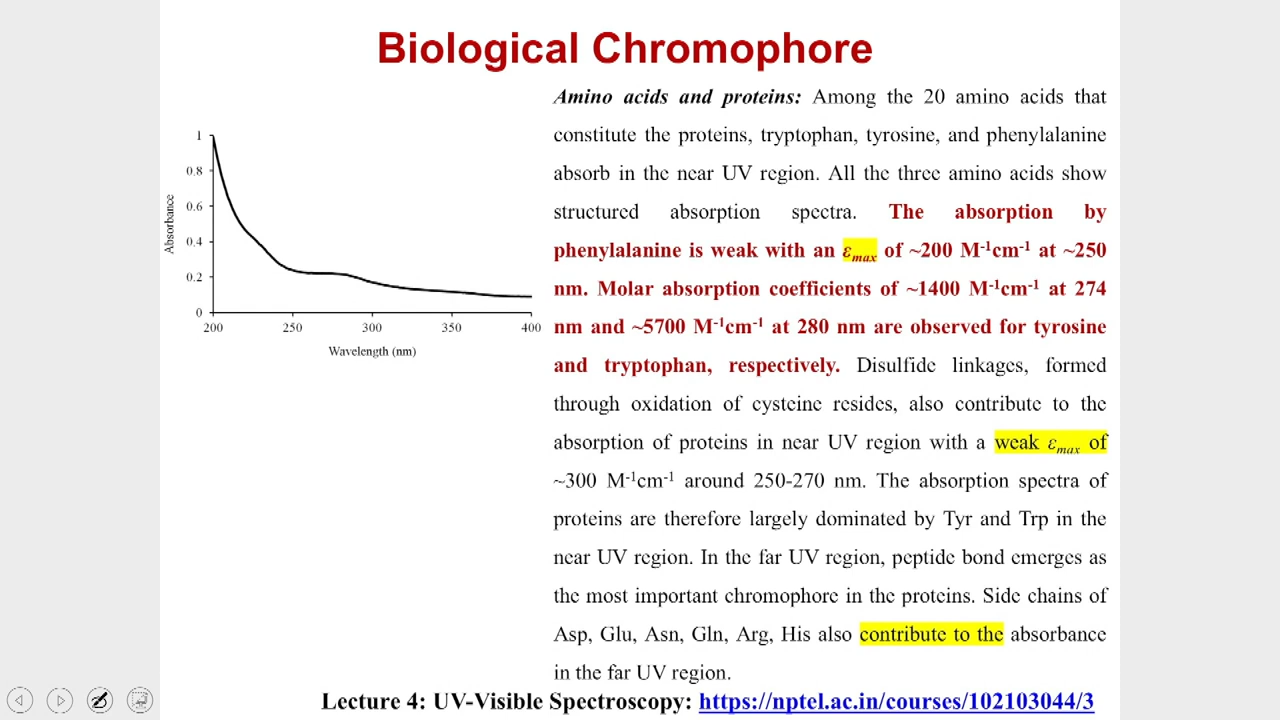 Biological Chromophore
Amino acids and proteins: Among the 20 amino acids that
constitute the proteins, tryptophan, tyrosine, and phenylalanine
absorb in the near UV region. All the three amino acids show
structured absorption spectra. The absorption by
phenylalanine is weak with an εmax of ~200 M-1cm-1 at ~250
nm. Molar absorption coefficients of ~1400 M-1cm-1 at 274
nm and ~5700 M-1cm-1 at 280 nm are observed for tyrosine
and tryptophan, respectively. Disulfide linkages, formed
through oxidation of cysteine resides, also contribute to the
absorption of proteins in near UV region with a weak εmax of
~300 M-1cm-1 around 250-270 nm. The absorption spectra of
proteins are therefore largely dominated by Tyr and Trp in the
near UV region. In the far UV region, peptide bond emerges as
the most important chromophore in the proteins. Side chains of
Asp, Glu, Asn, Gln, Arg, His also contribute to the absorbance
in the far UV region.
1
0.8
0.6
0.4
0.2
0
Absorbance
200 250 300 350 400
Wavelength (nm)
Lecture 4: UV-Visible Spectroscopy: https://nptel.ac.in/courses/102103044/3